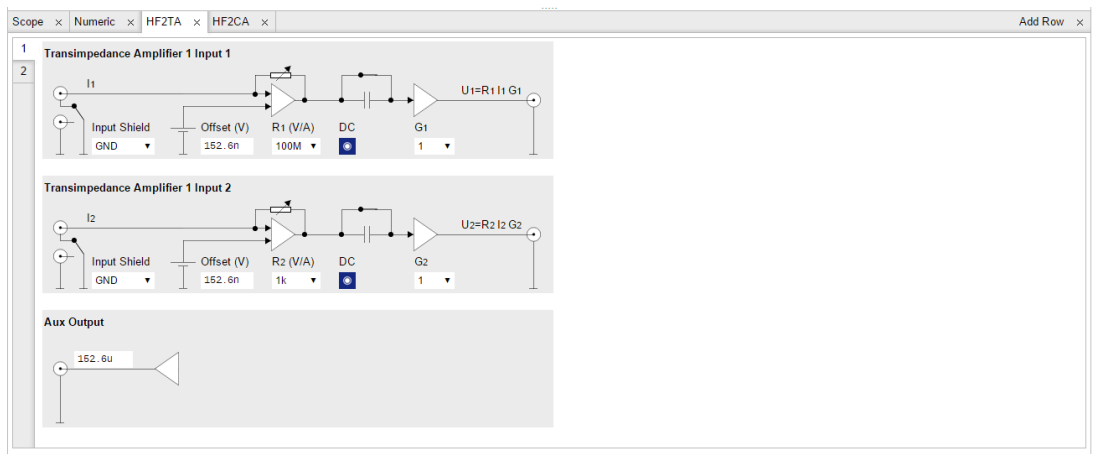 Scope × Numeric × HF2TA × HF2CA × Add Row ×
1
2
Transimpedance Amplifier 1 Input 1
I1
U1=R1 I1 G1
Input Shield Offset (V) R1 (V/A) DC G1
GND ▼ 152.6n 100M ▼ 1 ▼
Transimpedance Amplifier 1 Input 2
I2
U2=R2 I2 G2
Input Shield Offset (V) R2 (V/A) DC G2
GND ▼ 152.6n 1k ▼ 1 ▼
Aux Output
152.6u